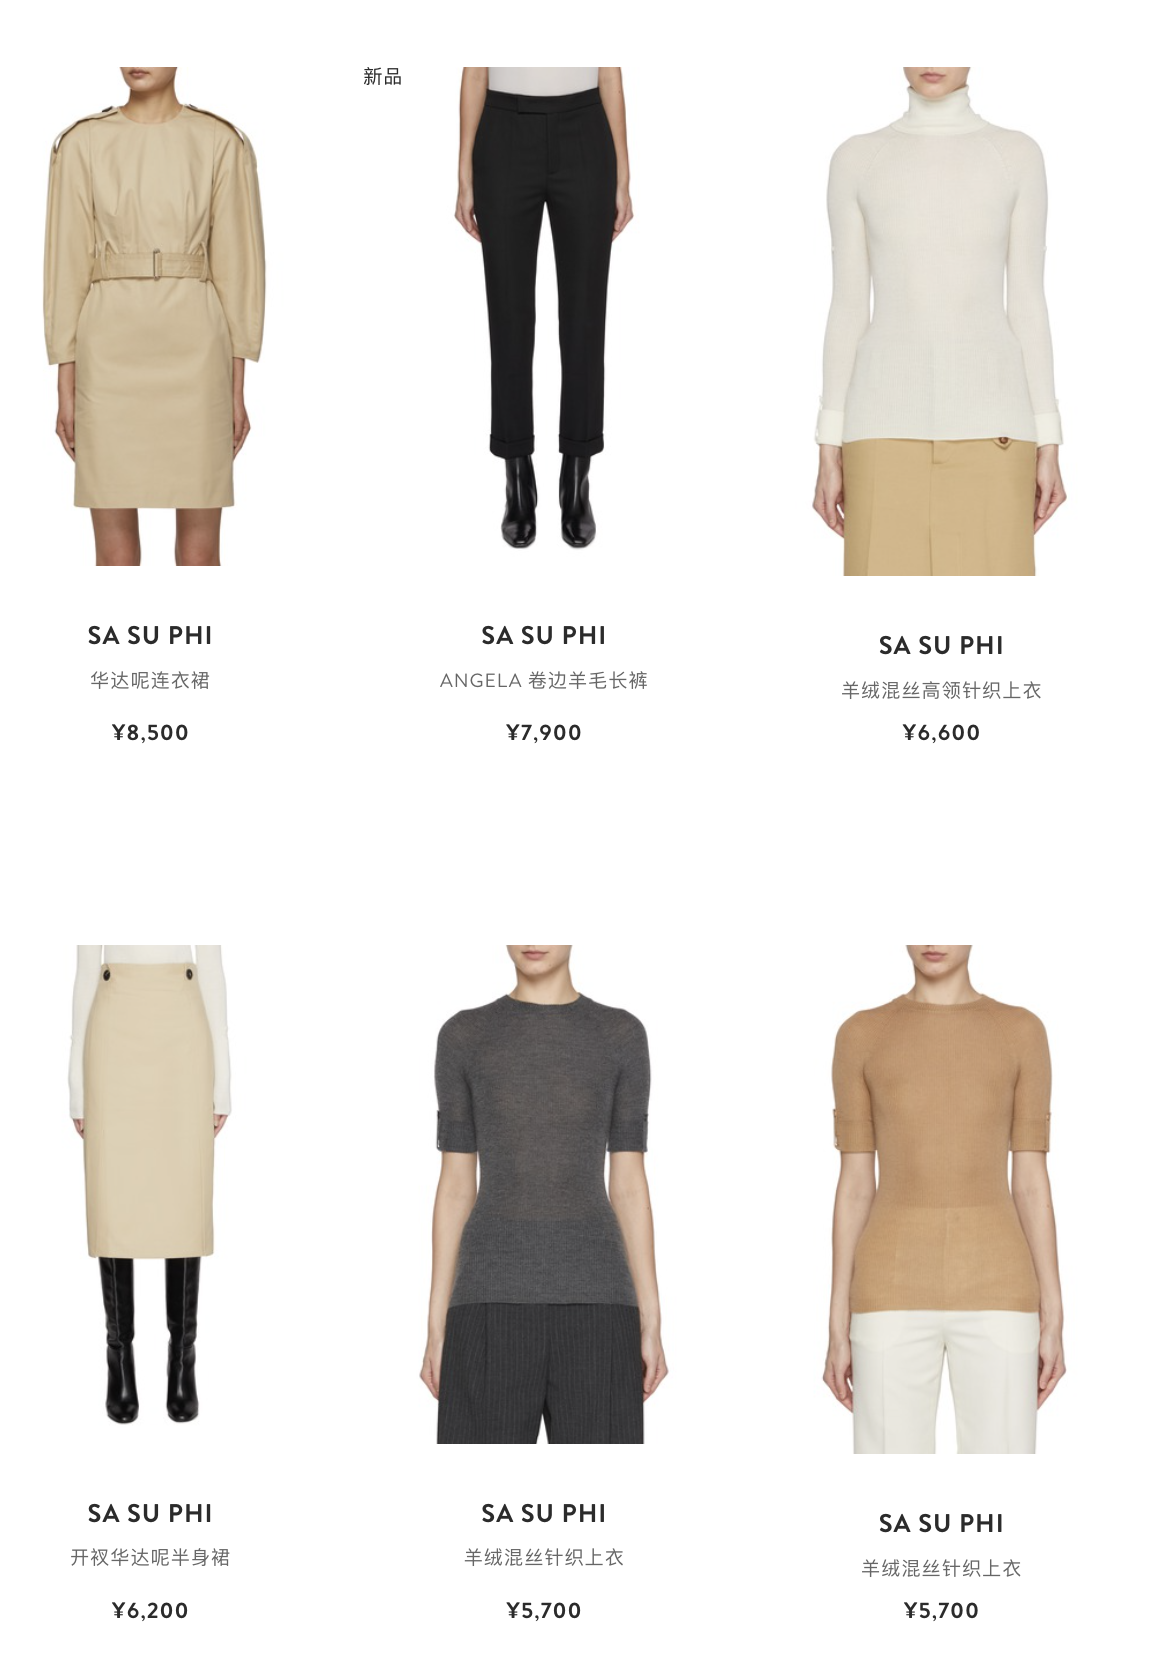 新品
SA SU PHI
华达呢连衣裙
¥8,500
SA SU PHI
ANGELA 卷边羊毛长裤
¥7,900
SA SU PHI
羊绒混丝高领针织上衣
¥6,600
SA SU PHI
开衩华达呢半身裙
¥6,200
SA SU PHI
羊绒混丝针织上衣
¥5,700
SA SU PHI
羊绒混丝针织上衣
¥5,700